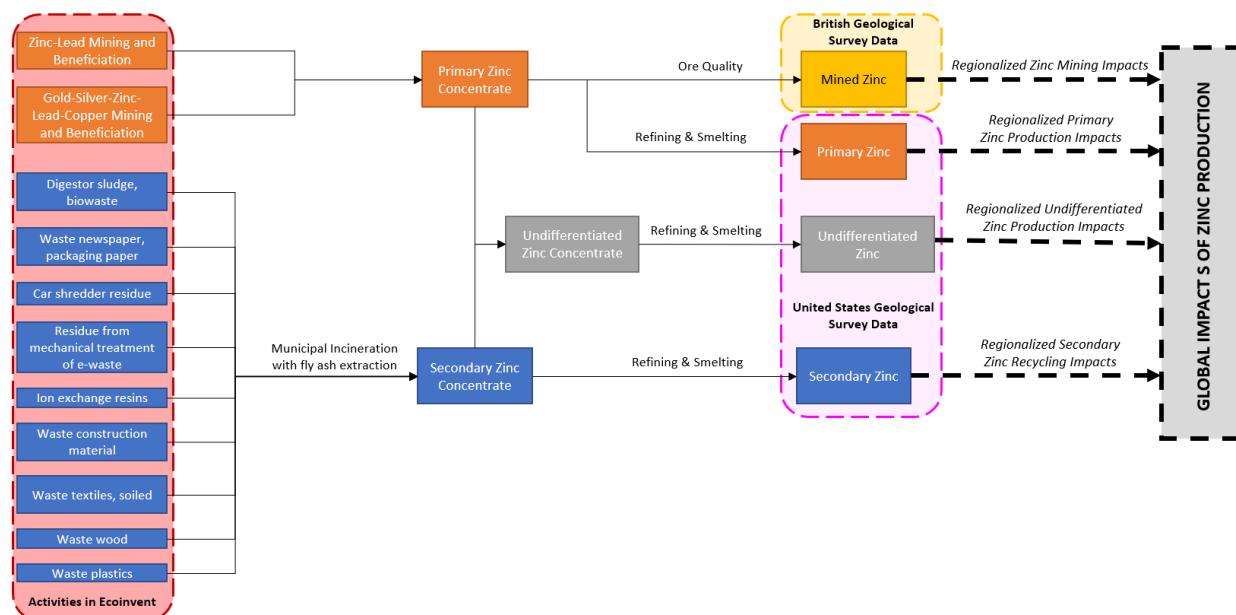 Zinc-Lead Mining and
Beneficiation
Gold-Silver-Zinc-
Lead-Copper Mining
and Beneficiation
Digestor sludge,
biowaste
Waste newspaper,
packaging paper
Car shredder residue
Residue from
mechanical treatment
of e-waste
Ion exchange resins
Waste construction
material
Waste textiles, soiled
Waste wood
Waste plastics
Activities in Ecoinvent
Municipal Incineration
with fly ash extraction
Primary Zinc
Concentrate
Undifferentiated
Zinc Concentrate
Secondary Zinc
Concentrate
Ore Quality
Refining & Smelting
Refining & Smelting
Refining & Smelting
British Geological
Survey Data
Mined Zinc
Primary Zinc
Undifferentiated
Zinc
United States Geological
Survey Data
Secondary Zinc
Regionalized Zinc Mining Impacts
Regionalized Primary
Zinc Production Impacts
Regionalized Undifferentiated
Zinc Production Impacts
Regionalized Secondary
Zinc Recycling Impacts
GLOBAL IMPACT S OF ZINC PRODUCTION